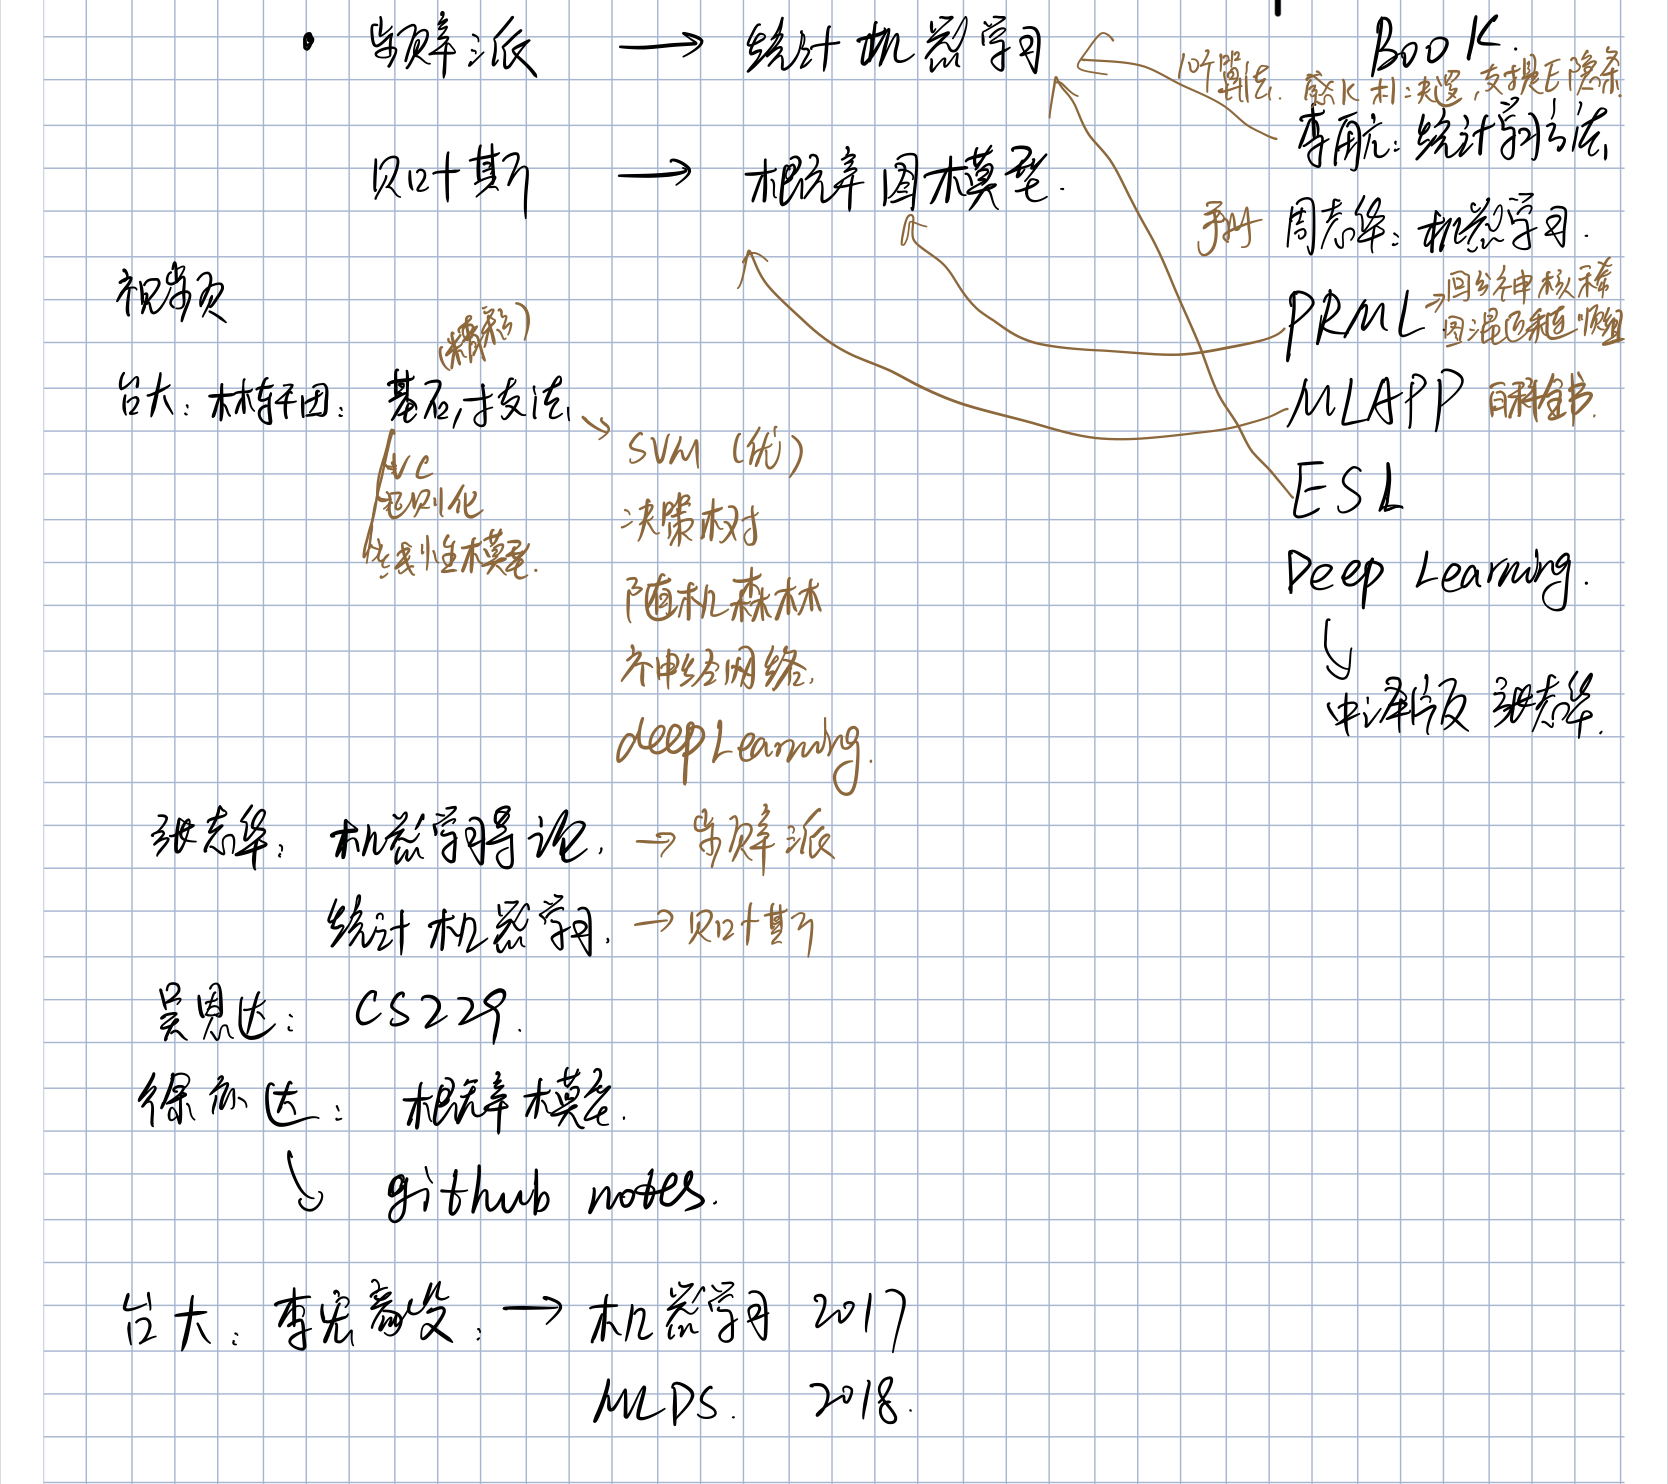 频率派 → 统计机器学习
贝叶斯 → 概率图模型.
Book.
10个算法. 感K朴决逻,支提E隐条
李航: 统计学习方法
手册 周志华: 机器学习.
PRML → 回分神核稀
图混近采连顺组
MLAPP 百科全书.
ESL
Deep Learning.
中译版 张志华.
视频
台大: 林轩田: 基石, 技法 (精彩)
VC
正则化
线性模型.
SVM (优)
决策树
随机森林
神经网络.
deep Learning.
张志华: 机器学习导论. → 频率派
统计机器学习. → 贝叶斯
吴恩达: CS229.
徐亦达: 概率模型.
github notes.
台大: 李宏毅: → 机器学习 2017
MLDS. 2018.